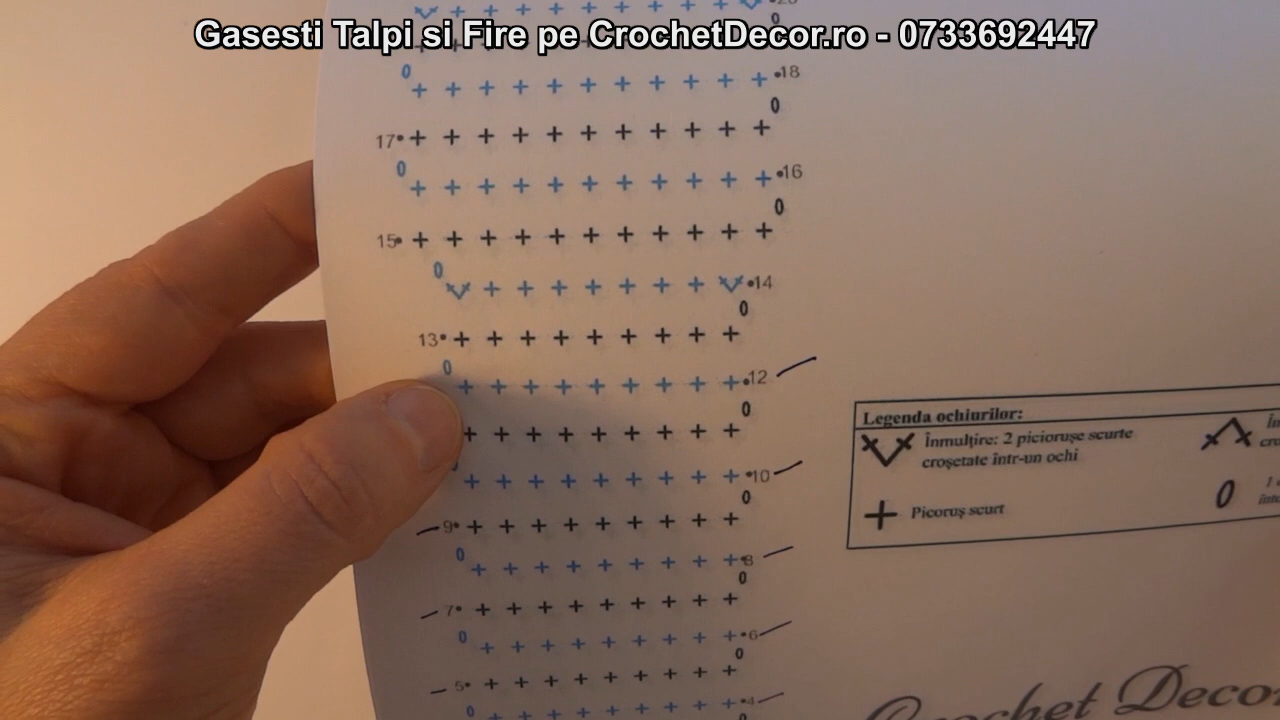 Gasesti Talpi si Fire pe CrochetDecor.ro - 0733692447
18
17
16
15
14
13
12
10
9
8
7
6
5
4
Legenda ochiurilor:
Înmulțire: 2 piciorușe scurte
croșetate într-un ochi
Picoruș scurt
Crochet Decor